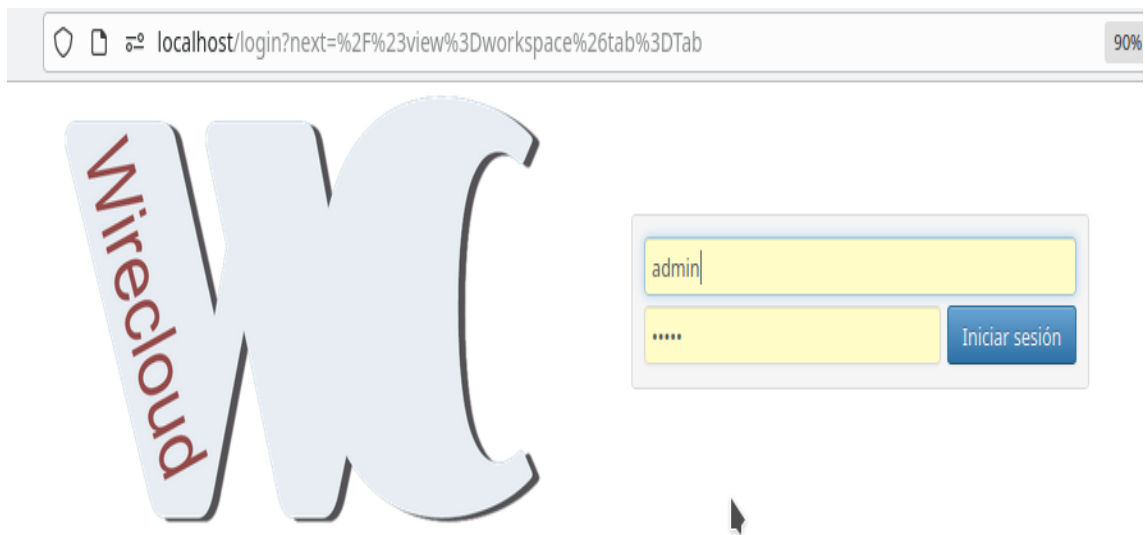 localhost/login?next=%2F%23view%3Dworkspace%26tab%3DTab
90%
Wirecloud
admin
•••••
Iniciar sesión